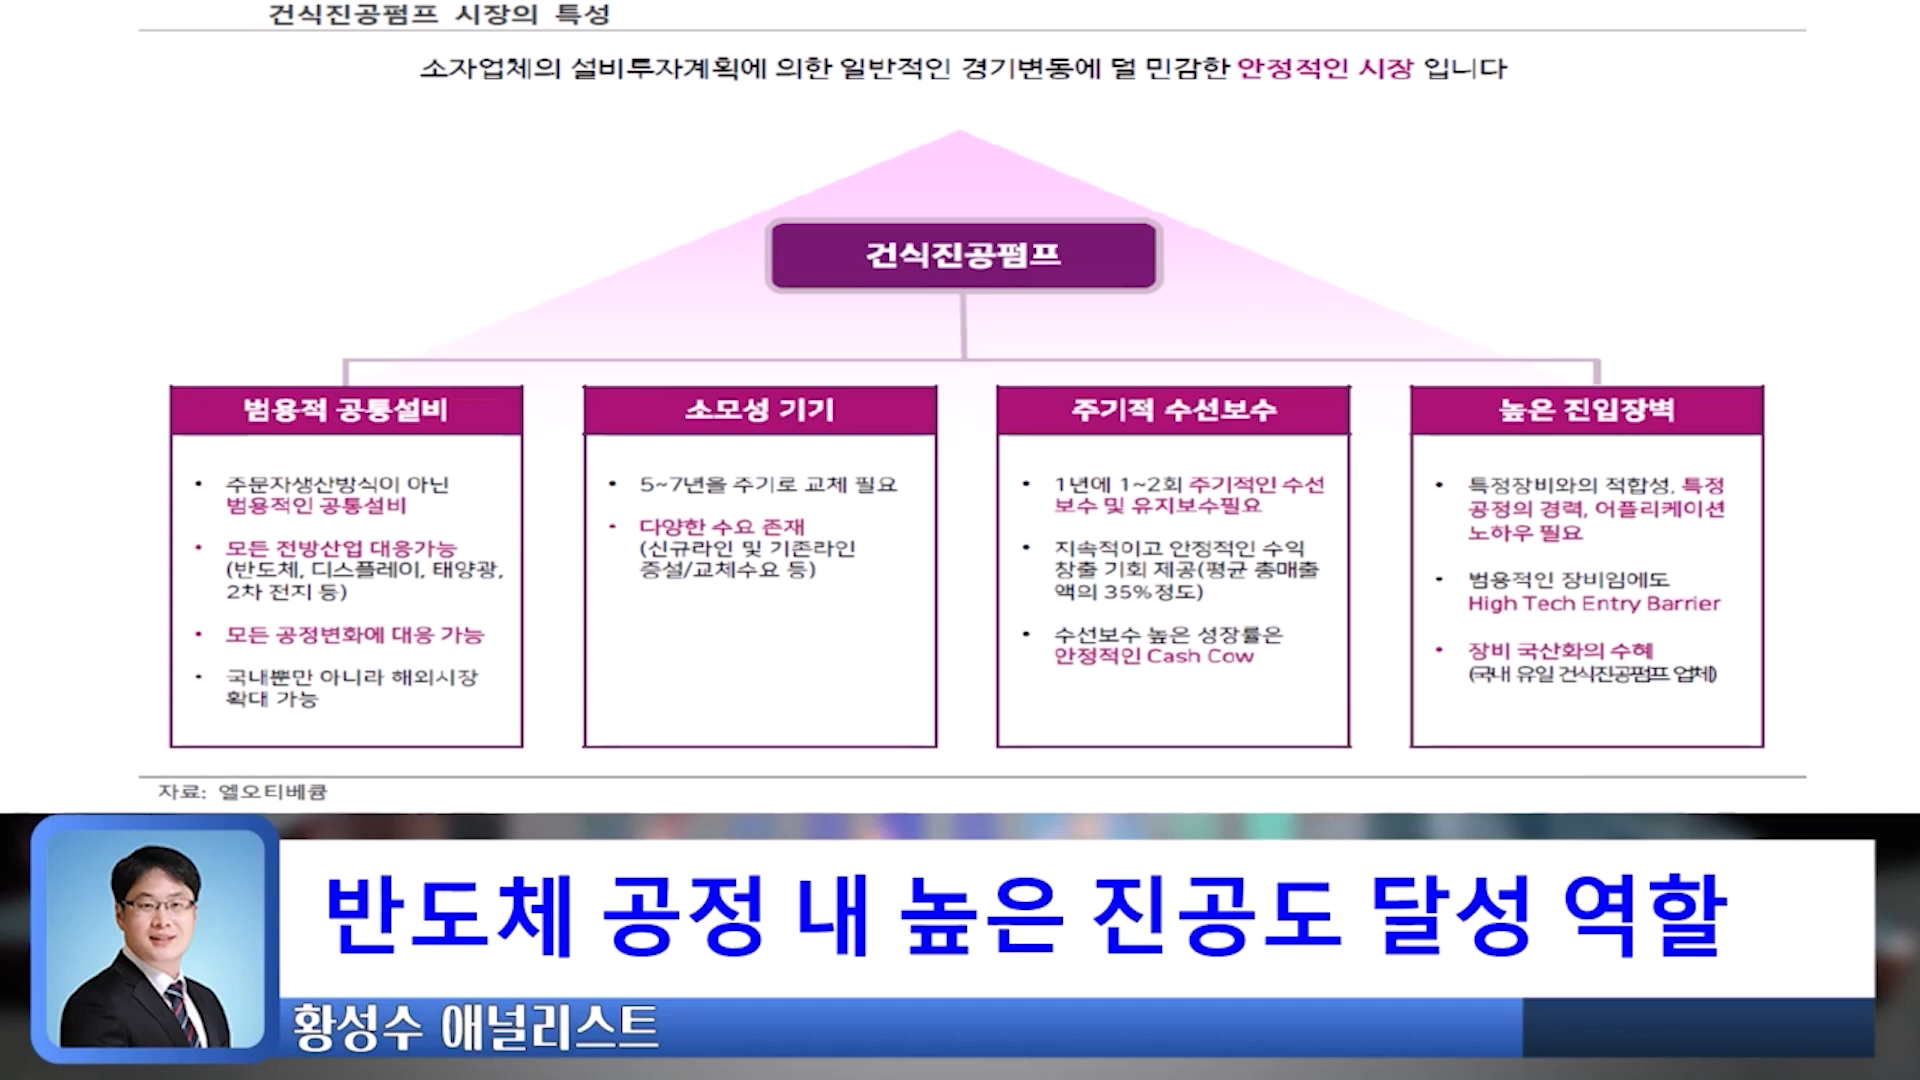 건식진공펌프 시장의 특성
소자업체의 설비투자계획에 의한 일반적인 경기변동에 덜 민감한 안정적인 시장 입니다
건식진공펌프
범용적 공통설비
• 주문자생산방식이 아닌
범용적인 공통설비
• 모든 전방산업 대응가능
(반도체, 디스플레이, 태양광,
2차 전지 등)
• 모든 공정변화에 대응 가능
• 국내뿐만 아니라 해외시장
확대 가능
소모성 기기
• 5~7년을 주기로 교체 필요
• 다양한 수요 존재
(신규라인 및 기존라인
증설/교체수요 등)
주기적 수선보수
• 1년에 1~2회 주기적인 수선
보수 및 유지보수필요
• 지속적이고 안정적인 수익
창출 기회 제공(평균 총매출
액의 35%정도)
• 수선보수 높은 성장률은
안정적인 Cash Cow
높은 진입장벽
• 특정장비와의 적합성, 특정
공정의 경력, 어플리케이션
노하우 필요
• 범용적인 장비임에도
High Tech Entry Barrier
• 장비 국산화의 수혜
(국내 유일 건식진공펌프 업체)
자료: 엘오티베큠
반도체 공정 내 높은 진공도 달성 역할
황성수 애널리스트